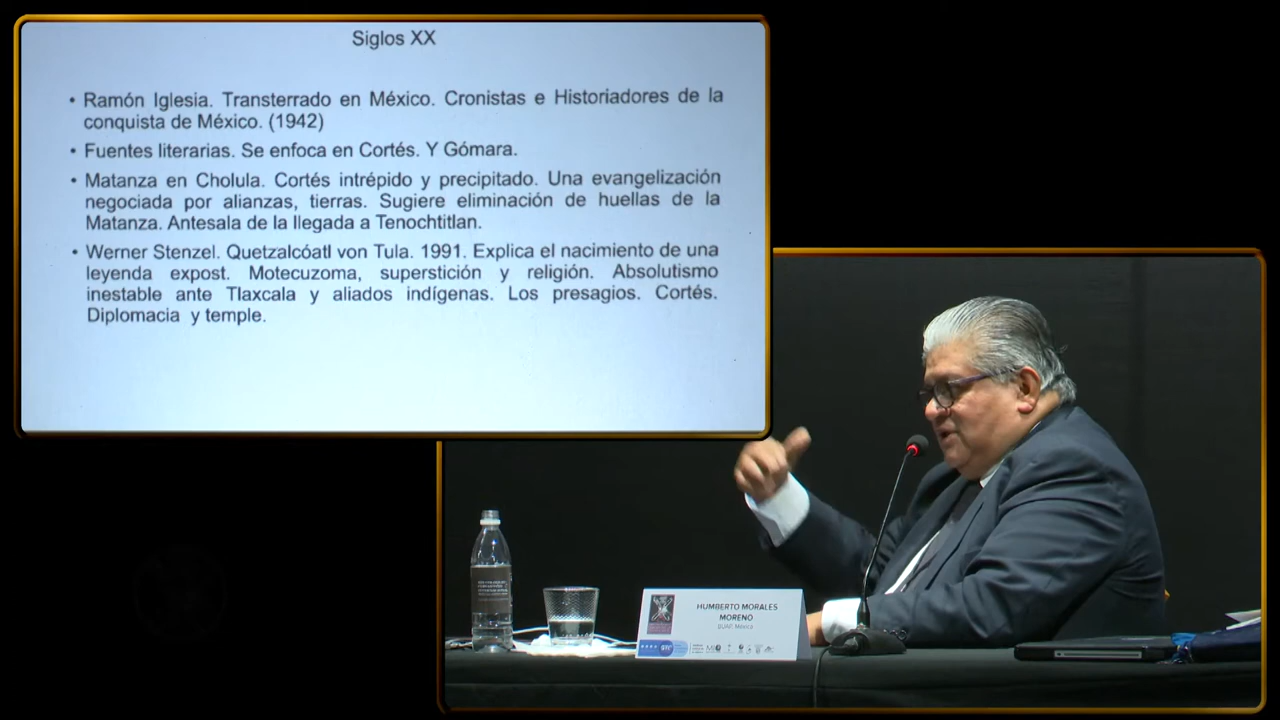 Siglos XX
• Ramón Iglesia. Transterrado en México. Cronistas e Historiadores de la
conquista de México. (1942)
• Fuentes literarias. Se enfoca en Cortés. Y Gómara.
• Matanza en Cholula. Cortés intrépido y precipitado. Una evangelización
negociada por alianzas, tierras. Sugiere eliminación de huellas de la
Matanza. Antesala de la llegada a Tenochtitlan.
• Werner Stenzel. Quetzalcóatl von Tula. 1991. Explica el nacimiento de una
leyenda expost. Motecuzoma, superstición y religión. Absolutismo
inestable ante Tlaxcala y aliados indígenas. Los presagios. Cortés.
Diplomacia y temple.
HUMBERTO MORALES
MORENO
BUAP, México